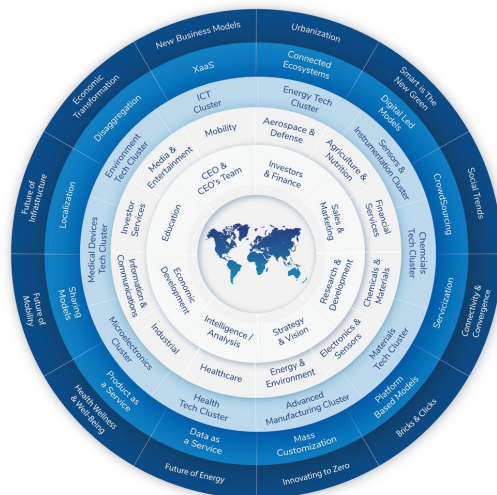 New Business Models
Urbanization
Smart is The
New Green
Social Trends
Connectivity &
Convergence
Bricks & Clicks
Innovating to Zero
Future of Energy
Health Wellness
& Well-Being
Future of
Mobility
Future of
Infrastructure
Economic
Transformation
XaaS
Connected
Ecosystems
Digital Led
Models
CrowdSourcing
Servicization
Platform
Based Models
Mass
Customization
Data as
a Service
Product as
a Service
Sharing
Models
Localization
Disaggregation
ICT
Cluster
Energy Tech
Cluster
Sensors &
Instrumentation Cluster
Chemcials
Tech Cluster
Materials
Tech Cluster
Advanced
Manufacturing Cluster
Health
Tech Cluster
Microelectronics
Cluster
Medical Devices
Tech Cluster
Environment
Tech Cluster
Mobility
Aerospace &
Defense
Agriculture &
Nutrition
Financial
Services
Chemicals &
Materials
Electronics &
Sensors
Energy &
Environment
Healthcare
Industrial
Information &
Communications
Investor
Services
Media &
Entertainment
CEO &
CEO's Team
Investors
& Finance
Sales &
Marketing
Research &
Development
Strategy
& Vision
Intelligence /
Analysis
Economic
Development
Education